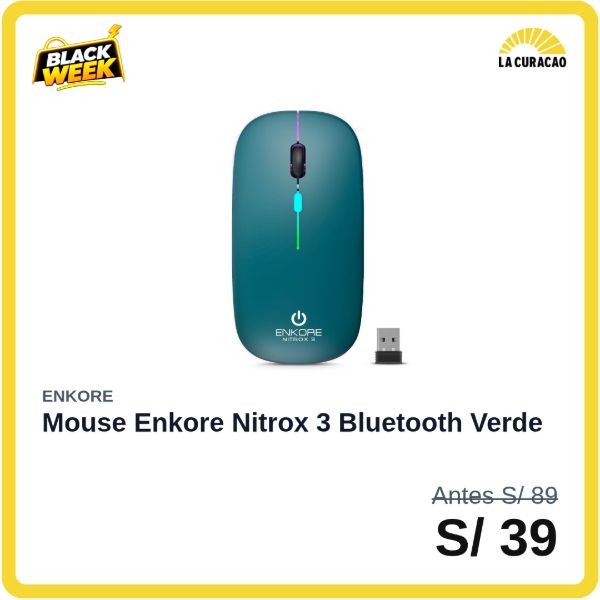 BLACK
WEEK
LA CURACAO
ENKORE
NITROX 3
ENKORE
Mouse Enkore Nitrox 3 Bluetooth Verde
Antes S/ 89
S/ 39